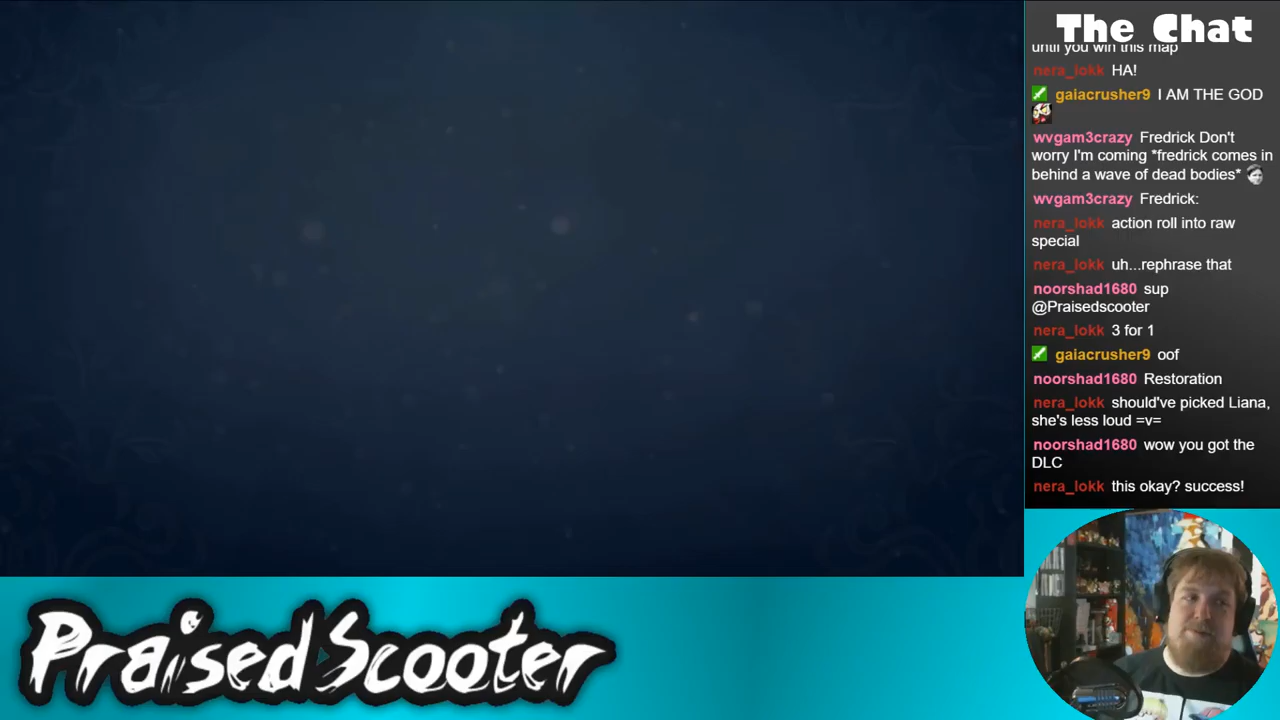 The Chat
until you win this map
nera_lokk HA!
gaiacrusher9 I AM THE GOD
wvgam3crazy Fredrick Don't
worry I'm coming *fredrick comes in
behind a wave of dead bodies*
wvgam3crazy Fredrick:
nera_lokk action roll into raw
special
nera_lokk uh...rephrase that
noorshad1680 sup
@Praisedscooter
nera_lokk 3 for 1
gaiacrusher9 oof
noorshad1680 Restoration
nera_lokk should've picked Liana,
she's less loud =v=
noorshad1680 wow you got the
DLC
nera_lokk this okay? success!
PraisedScooter